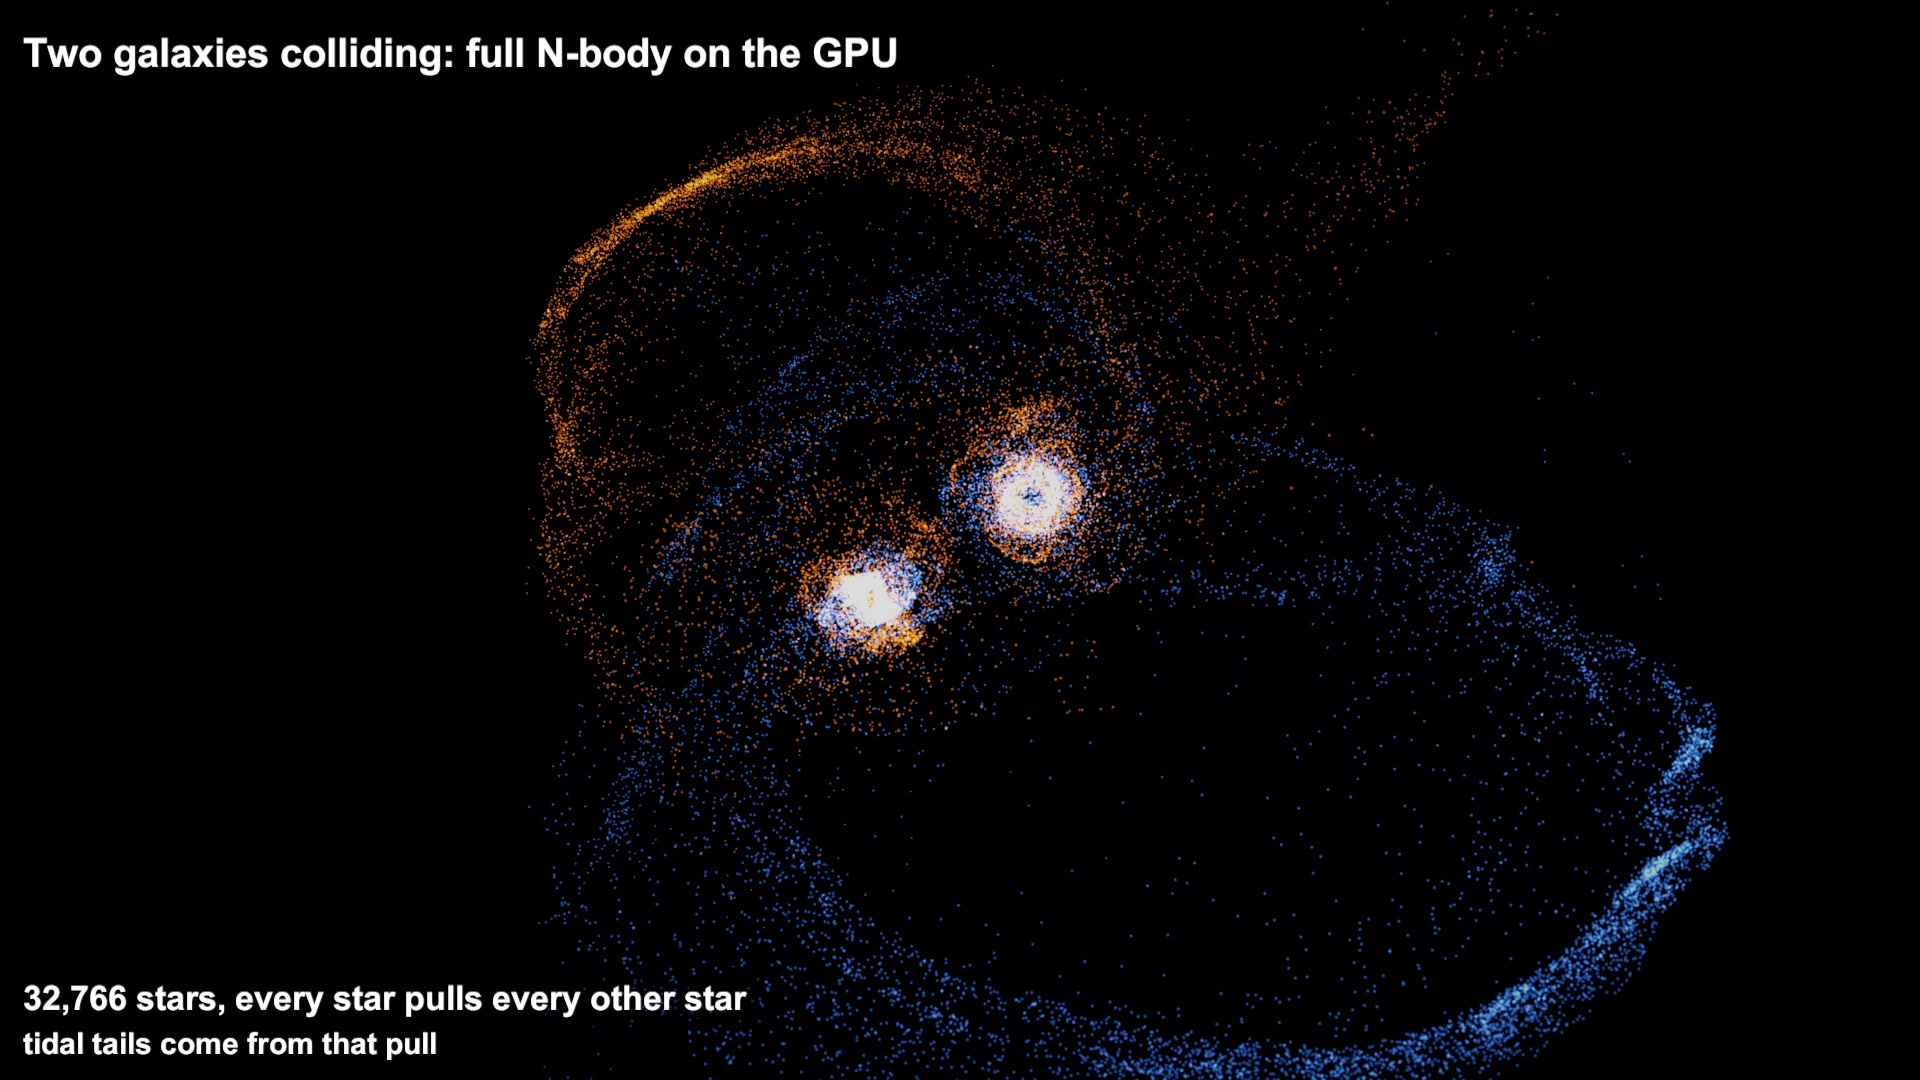 Two galaxies colliding: full N-body on the GPU
32,766 stars, every star pulls every other star
tidal tails come from that pull